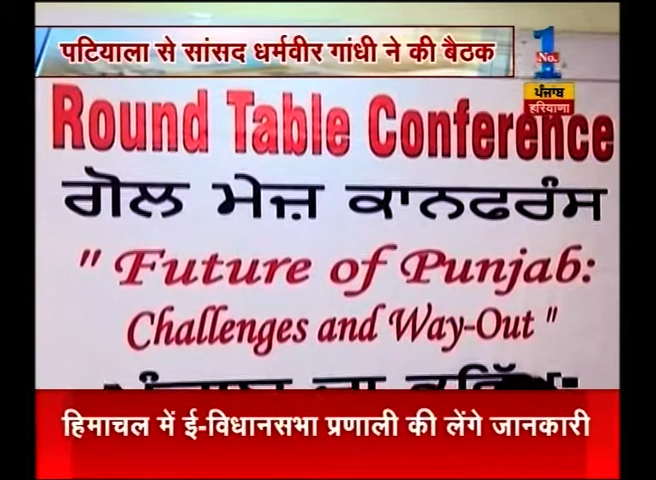 पटियाला से सांसद धर्मवीर गांधी ने की बैठक
1
No.
ਪੰਜਾਬ
हरियाणा
Round Table Conference
ਗੋਲ ਮੇਜ਼ ਕਾਨਫਰੰਸ
" Future of Punjab:
Challenges and Way-Out "
हिमाचल में ई-विधानसभा प्रणाली की लेंगे जानकारी